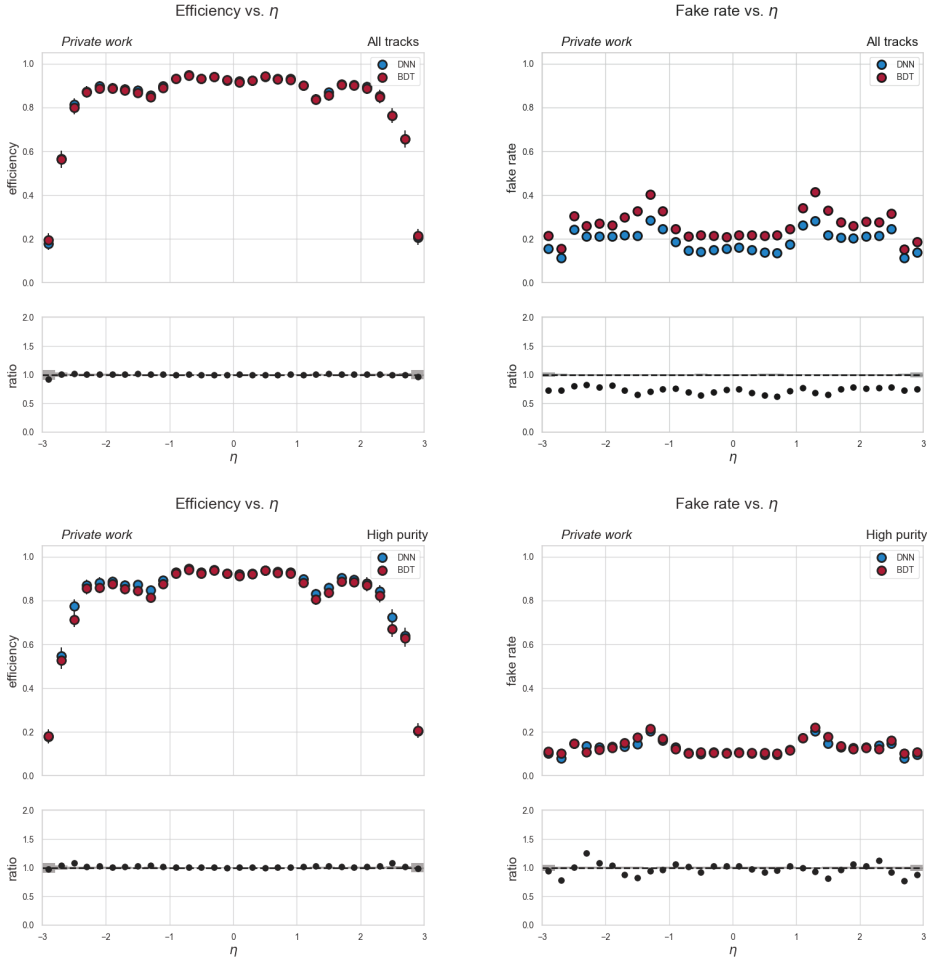 Efficiency vs. η
Private work
All tracks
DNN
BDT
1.0
0.8
0.6
0.4
0.2
0.0
efficiency
2.0
1.5
1.0
0.5
0.0
ratio
−3 −2 −1 0 1 2 3
η
Fake rate vs. η
Private work
All tracks
DNN
BDT
1.0
0.8
0.6
0.4
0.2
0.0
fake rate
2.0
1.5
1.0
0.5
0.0
ratio
−3 −2 −1 0 1 2 3
η
Efficiency vs. η
Private work
High purity
DNN
BDT
1.0
0.8
0.6
0.4
0.2
0.0
efficiency
2.0
1.5
1.0
0.5
0.0
ratio
−3 −2 −1 0 1 2 3
η
Fake rate vs. η
Private work
High purity
DNN
BDT
1.0
0.8
0.6
0.4
0.2
0.0
fake rate
2.0
1.5
1.0
0.5
0.0
ratio
−3 −2 −1 0 1 2 3
η